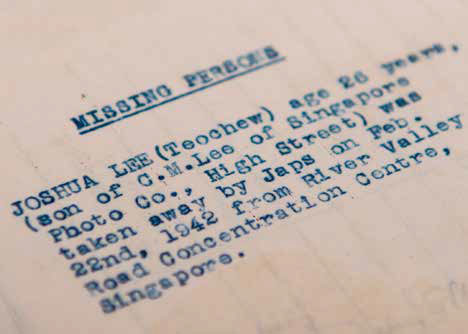 MISSING PERSONS
JOSHUA LEE (Teochew) age 26 years,
(son of C.M.Lee of Singapore
Photo Co., High Street) was
taken away by Japs on Feb.
22nd, 1942 from River Valley
Road Concentration Centre,
Singapore.